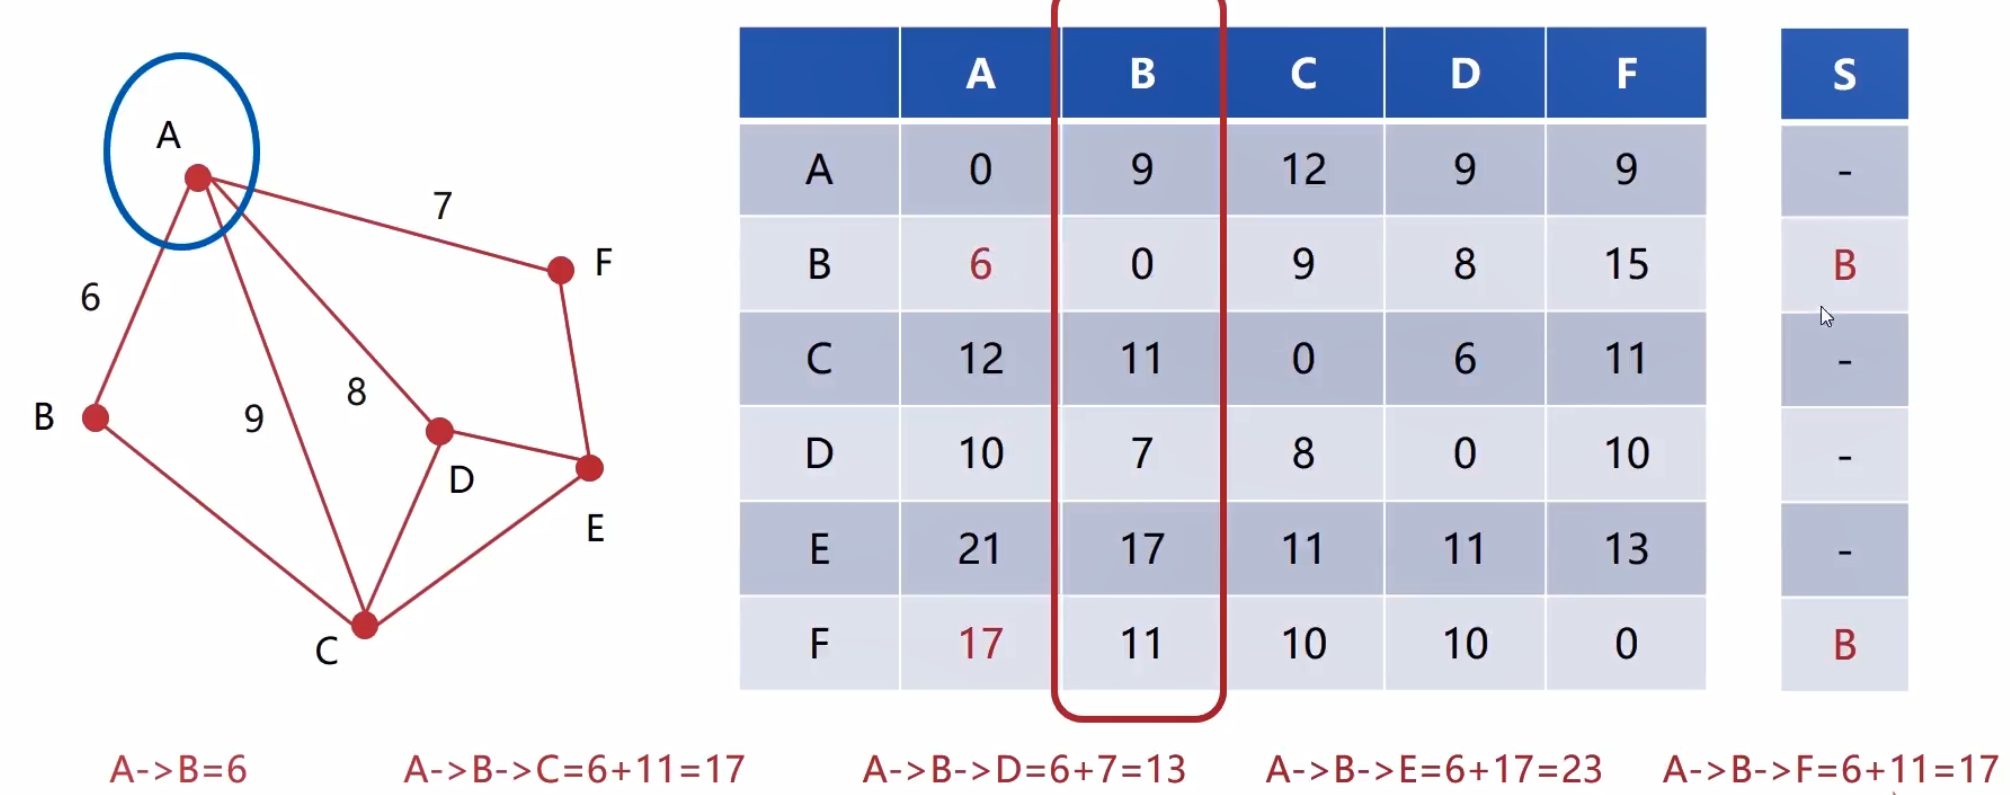 A
7
F
6
B
9
8
D
E
C
A B C D F S
A 0 9 12 9 9 -
B 6 0 9 8 15 B
C 12 11 0 6 11 -
D 10 7 8 0 10 -
E 21 17 11 11 13 -
F 17 11 10 10 0 B
A->B=6 A->B->C=6+11=17 A->B->D=6+7=13 A->B->E=6+17=23 A->B->F=6+11=17